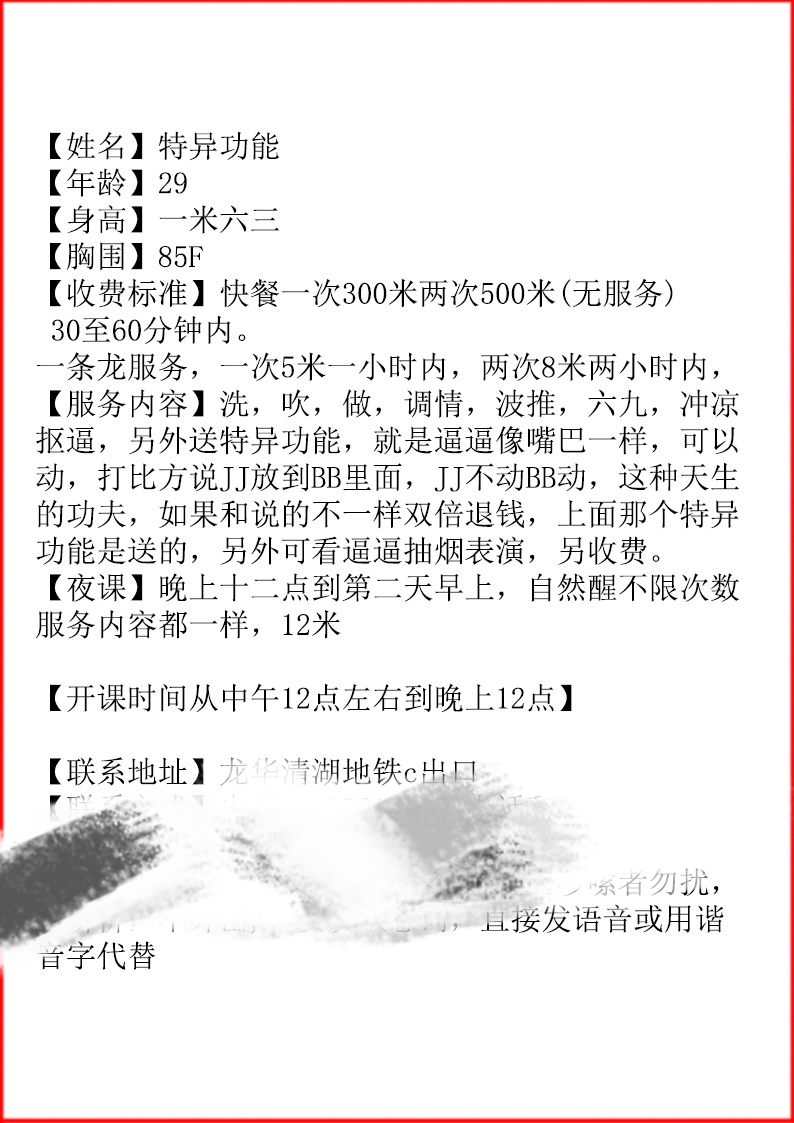 【姓名】特异功能
【年龄】29
【身高】一米六三
【胸围】85F
【收费标准】快餐一次300米两次500米(无服务)
30至60分钟内。
一条龙服务，一次5米一小时内，两次8米两小时内，
【服务内容】洗，吹，做，调情，波推，六九，冲凉
抠逼，另外送特异功能，就是逼逼像嘴巴一样，可以
动，打比方说JJ放到BB里面，JJ不动BB动，这种天生
的功夫，如果和说的不一样双倍退钱，上面那个特异
功能是送的，另外可看逼逼抽烟表演，另收费。
【夜课】晚上十二点到第二天早上，自然醒不限次数
服务内容都一样，12米
【开课时间从中午12点左右到晚上12点】
【联系地址】龙华清湖地铁c出口
者勿扰，
直接发语音或用谐
音字代替